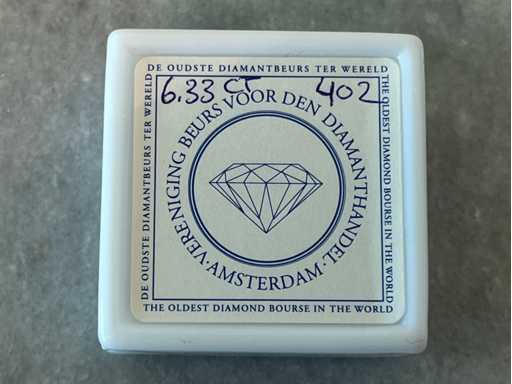 DE OUDSTE DIAMANTBEURS TER WERELD
6.33 CT 402
DE OUDSTE DIAMANTBEURS TER WERELD
THE OLDEST DIAMOND BOURSE IN THE WORLD
VERENIGING BEURS VOOR DEN DIAMANTHANDEL
· AMSTERDAM ·
THE OLDEST DIAMOND BOURSE IN THE WORLD